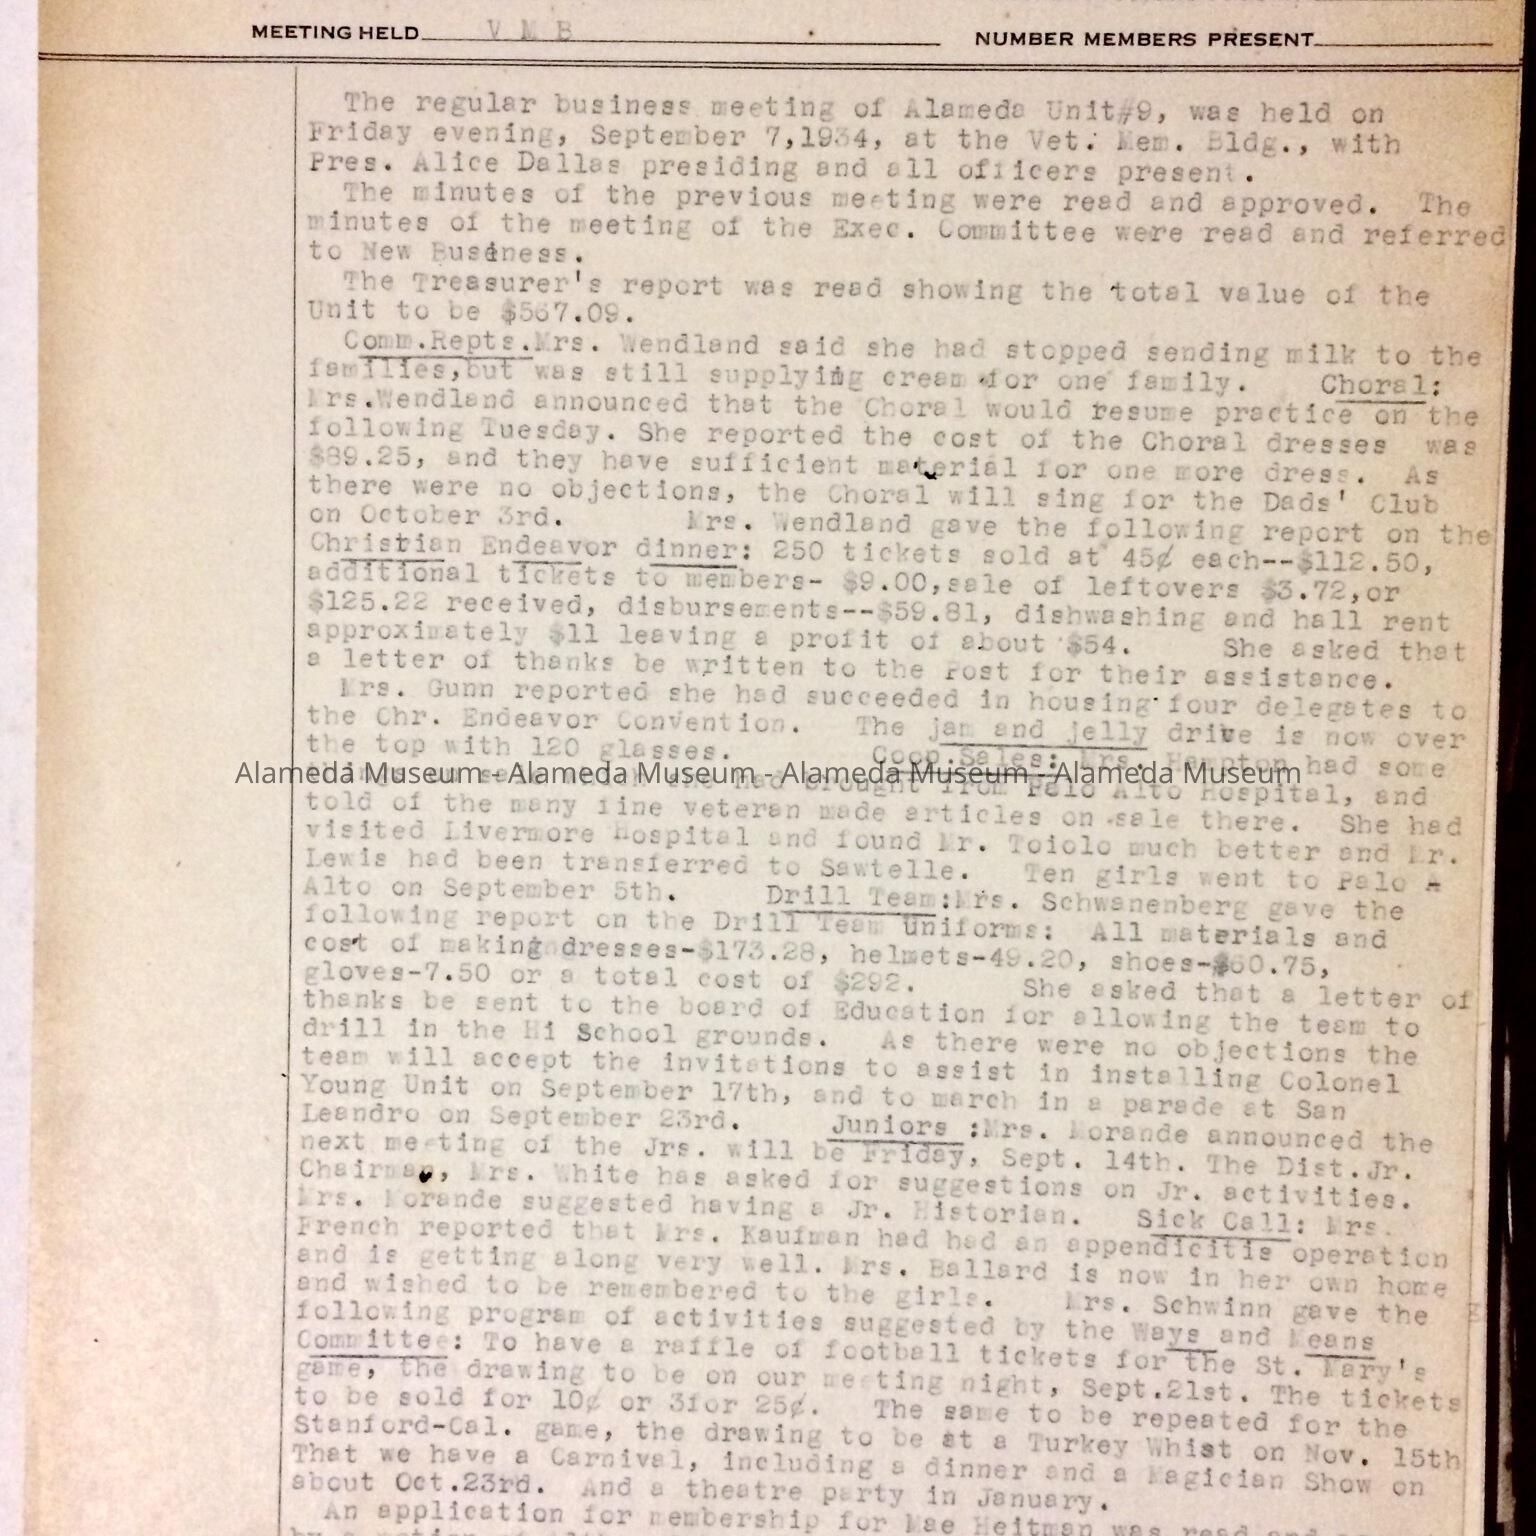 MEETING HELD V M B NUMBER MEMBERS PRESENT
The regular business meeting of Alameda Unit#9, was held on
Friday evening, September 7,1934, at the Vet. Mem. Bldg., with
Pres. Alice Dallas presiding and all officers present.
The minutes of the previous meeting were read and approved. The
minutes of the meeting of the Exec. Committee were read and referred
to New Business.
The Treasurer's report was read showing the total value of the
Unit to be $567.09.
Comm.Repts.Mrs. Wendland said she had stopped sending milk to the
families,but was still supplying cream for one family. Choral:
Mrs.Wendland announced that the Choral would resume practice on the
following Tuesday. She reported the cost of the Choral dresses was
$89.25, and they have sufficient material for one more dress. As
there were no objections, the Choral will sing for the Dads' Club
on October 3rd. Mrs. Wendland gave the following report on the
Christian Endeavor dinner: 250 tickets sold at 45¢ each--$112.50,
additional tickets to members- $9.00,sale of leftovers $3.72,or
$125.22 received, disbursements--$59.81, dishwashing and hall rent
approximately $11 leaving a profit of about $54. She asked that
a letter of thanks be written to the Post for their assistance.
Mrs. Gunn reported she had succeeded in housing four delegates to
the Chr. Endeavor Convention. The jam and jelly drive is now over
the top with 120 glasses. Coop Sales: Mrs. Hampton had some
Alameda Museum - Alameda Museum - Alameda Museum - Alameda Museum
things on sale which she had brought from Palo Alto Hospital, and
told of the many fine veteran made articles on sale there. She had
visited Livermore Hospital and found Mr. Toiolo much better and Mr.
Lewis had been transferred to Sawtelle. Ten girls went to Palo A
Alto on September 5th. Drill Team:Mrs. Schwanenberg gave the
following report on the Drill Team Uniforms: All materials and
cost of making dresses-$173.28, helmets-49.20, shoes-$60.75,
gloves-7.50 or a total cost of $292. She asked that a letter of
thanks be sent to the board of Education for allowing the team to
drill in the Hi School grounds. As there were no objections the
team will accept the invitations to assist in installing Colonel
Young Unit on September 17th, and to march in a parade at San
Leandro on September 23rd. Juniors :Mrs. Morande announced the
next meeting of the Jrs. will be Friday, Sept. 14th. The Dist.Jr.
Chairman, Mrs. White has asked for suggestions on Jr. activities.
Mrs. Morande suggested having a Jr. Historian. Sick Call: Mrs.
French reported that Mrs. Kaufman had had an appendicitis operation
and is getting along very well. Mrs. Ballard is now in her own home
and wished to be remembered to the girls. Mrs. Schwinn gave the
following program of activities suggested by the Ways and Means
Committee: To have a raffle of football tickets for the St. Mary's
game, the drawing to be on our meeting night, Sept.21st. The tickets
to be sold for 10¢ or 3for 25¢. The same to be repeated for the
Stanford-Cal. game, the drawing to be at a Turkey Whist on Nov. 15th
That we have a Carnival, including a dinner and a Magician Show on
about Oct.23rd. And a theatre party in January.
An application for membership for Mae Heitman was read and